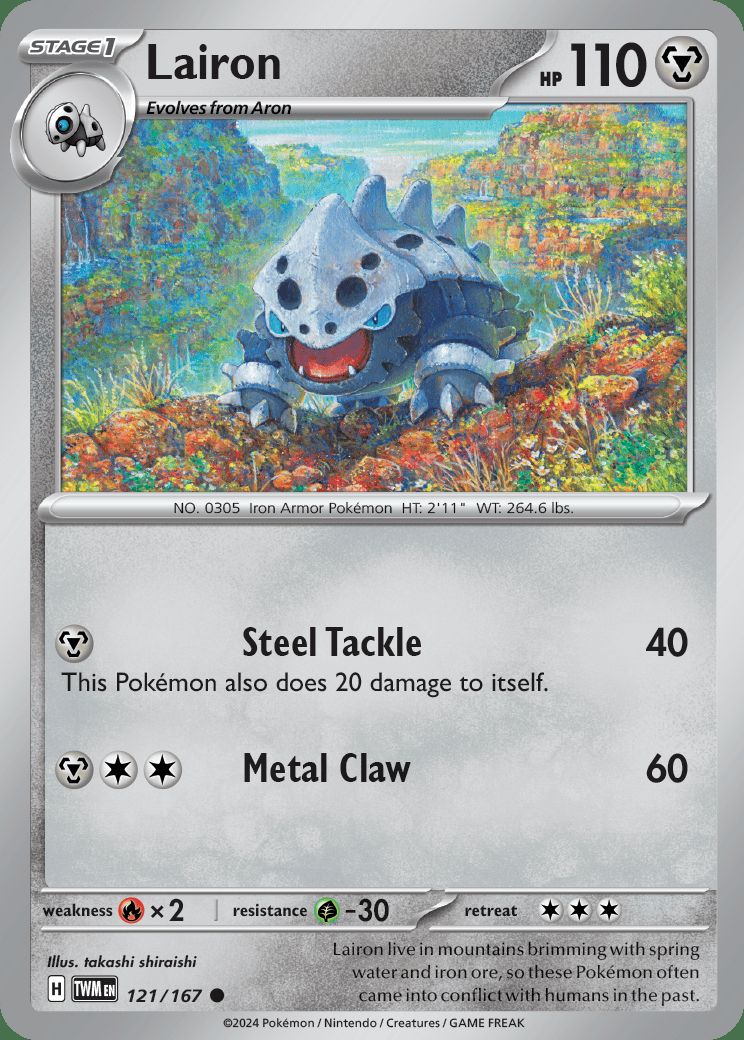 STAGE1
Lairon
HP 110
Evolves from Aron
NO. 0305 Iron Armor Pokémon HT: 2'11" WT: 264.6 lbs.
Steel Tackle 40
This Pokémon also does 20 damage to itself.
Metal Claw 60
weakness ×2 resistance -30 retreat
Illus. takashi shiraishi
Lairon live in mountains brimming with spring
water and iron ore, so these Pokémon often
came into conflict with humans in the past.
H TWM EN 121/167
©2024 Pokémon / Nintendo / Creatures / GAME FREAK